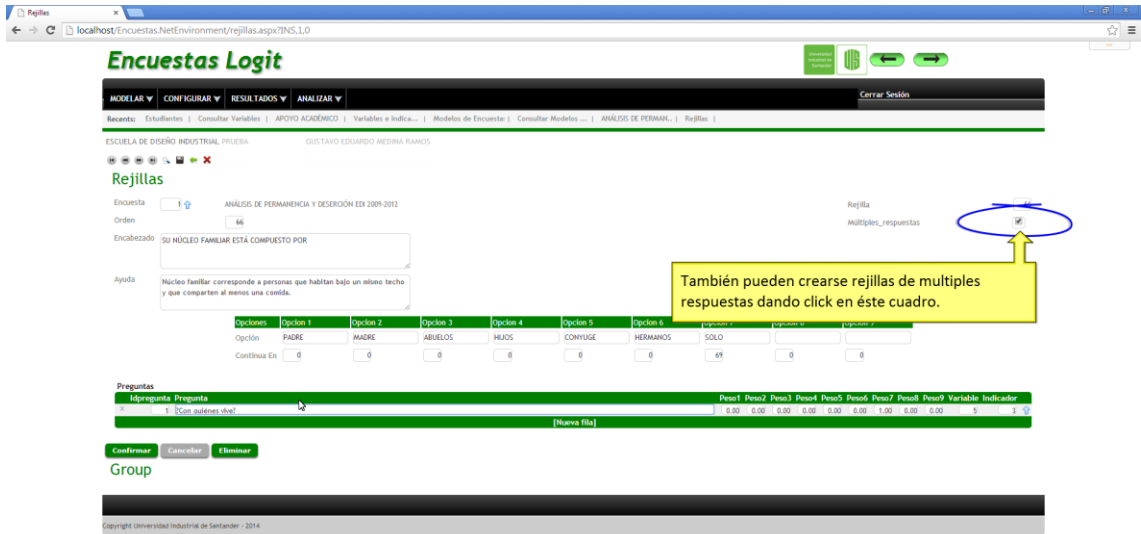 Rejillas
localhost/Encuestas.NetEnvironment/rejillas.aspx?INS,1,0
Encuestas Logit
Universidad
Industrial de
Santander
MODELAR CONFIGURAR RESULTADOS ANALIZAR
Cerrar Sesión
Recents: Estudiantes | Consultar Variables | APOYO ACADÉMICO | Variables e indica... | Modelos de Encuesta: | Consultar Modelos .... | ANÁLISIS DE PERMAN.. | Rejillas |
ESCUELA DE DISEÑO INDUSTRIAL PRUEBA GUSTAVO EDUARDO MEDINA RAMOS
Rejillas
Encuesta 1 ANÁLISIS DE PERMANENCIA Y DESERCIÓN EDI 2009-2012 Rejilla
Orden 66 Múltiples_respuestas
Encabezado SU NÚCLEO FAMILIAR ESTÁ COMPUESTO POR
Ayuda Núcleo familiar corresponde a personas que habitan bajo un mismo techo
y que comparten al menos una comida.
También pueden crearse rejillas de multiples
respuestas dando click en éste cuadro.
Opciones Opcion 1 Opcion 2 Opcion 3 Opcion 4 Opcion 5 Opcion 6
Opción PADRE MADRE ABUELOS HIJOS CONYUGE HERMANOS SOLO
Continua En 0 0 0 0 0 0 69 0 0
Preguntas
Idpregunta Pregunta Peso1 Peso2 Peso3 Peso4 Peso5 Peso6 Peso7 Peso8 Peso9 Variable Indicador
1 ?Con quiénes vive? 0.00 0.00 0.00 0.00 0.00 0.00 1.00 0.00 0.00 5 3
[Nueva fila]
Confirmar Cancelar Eliminar
Group
Copyright Universidad Industrial de Santander - 2014